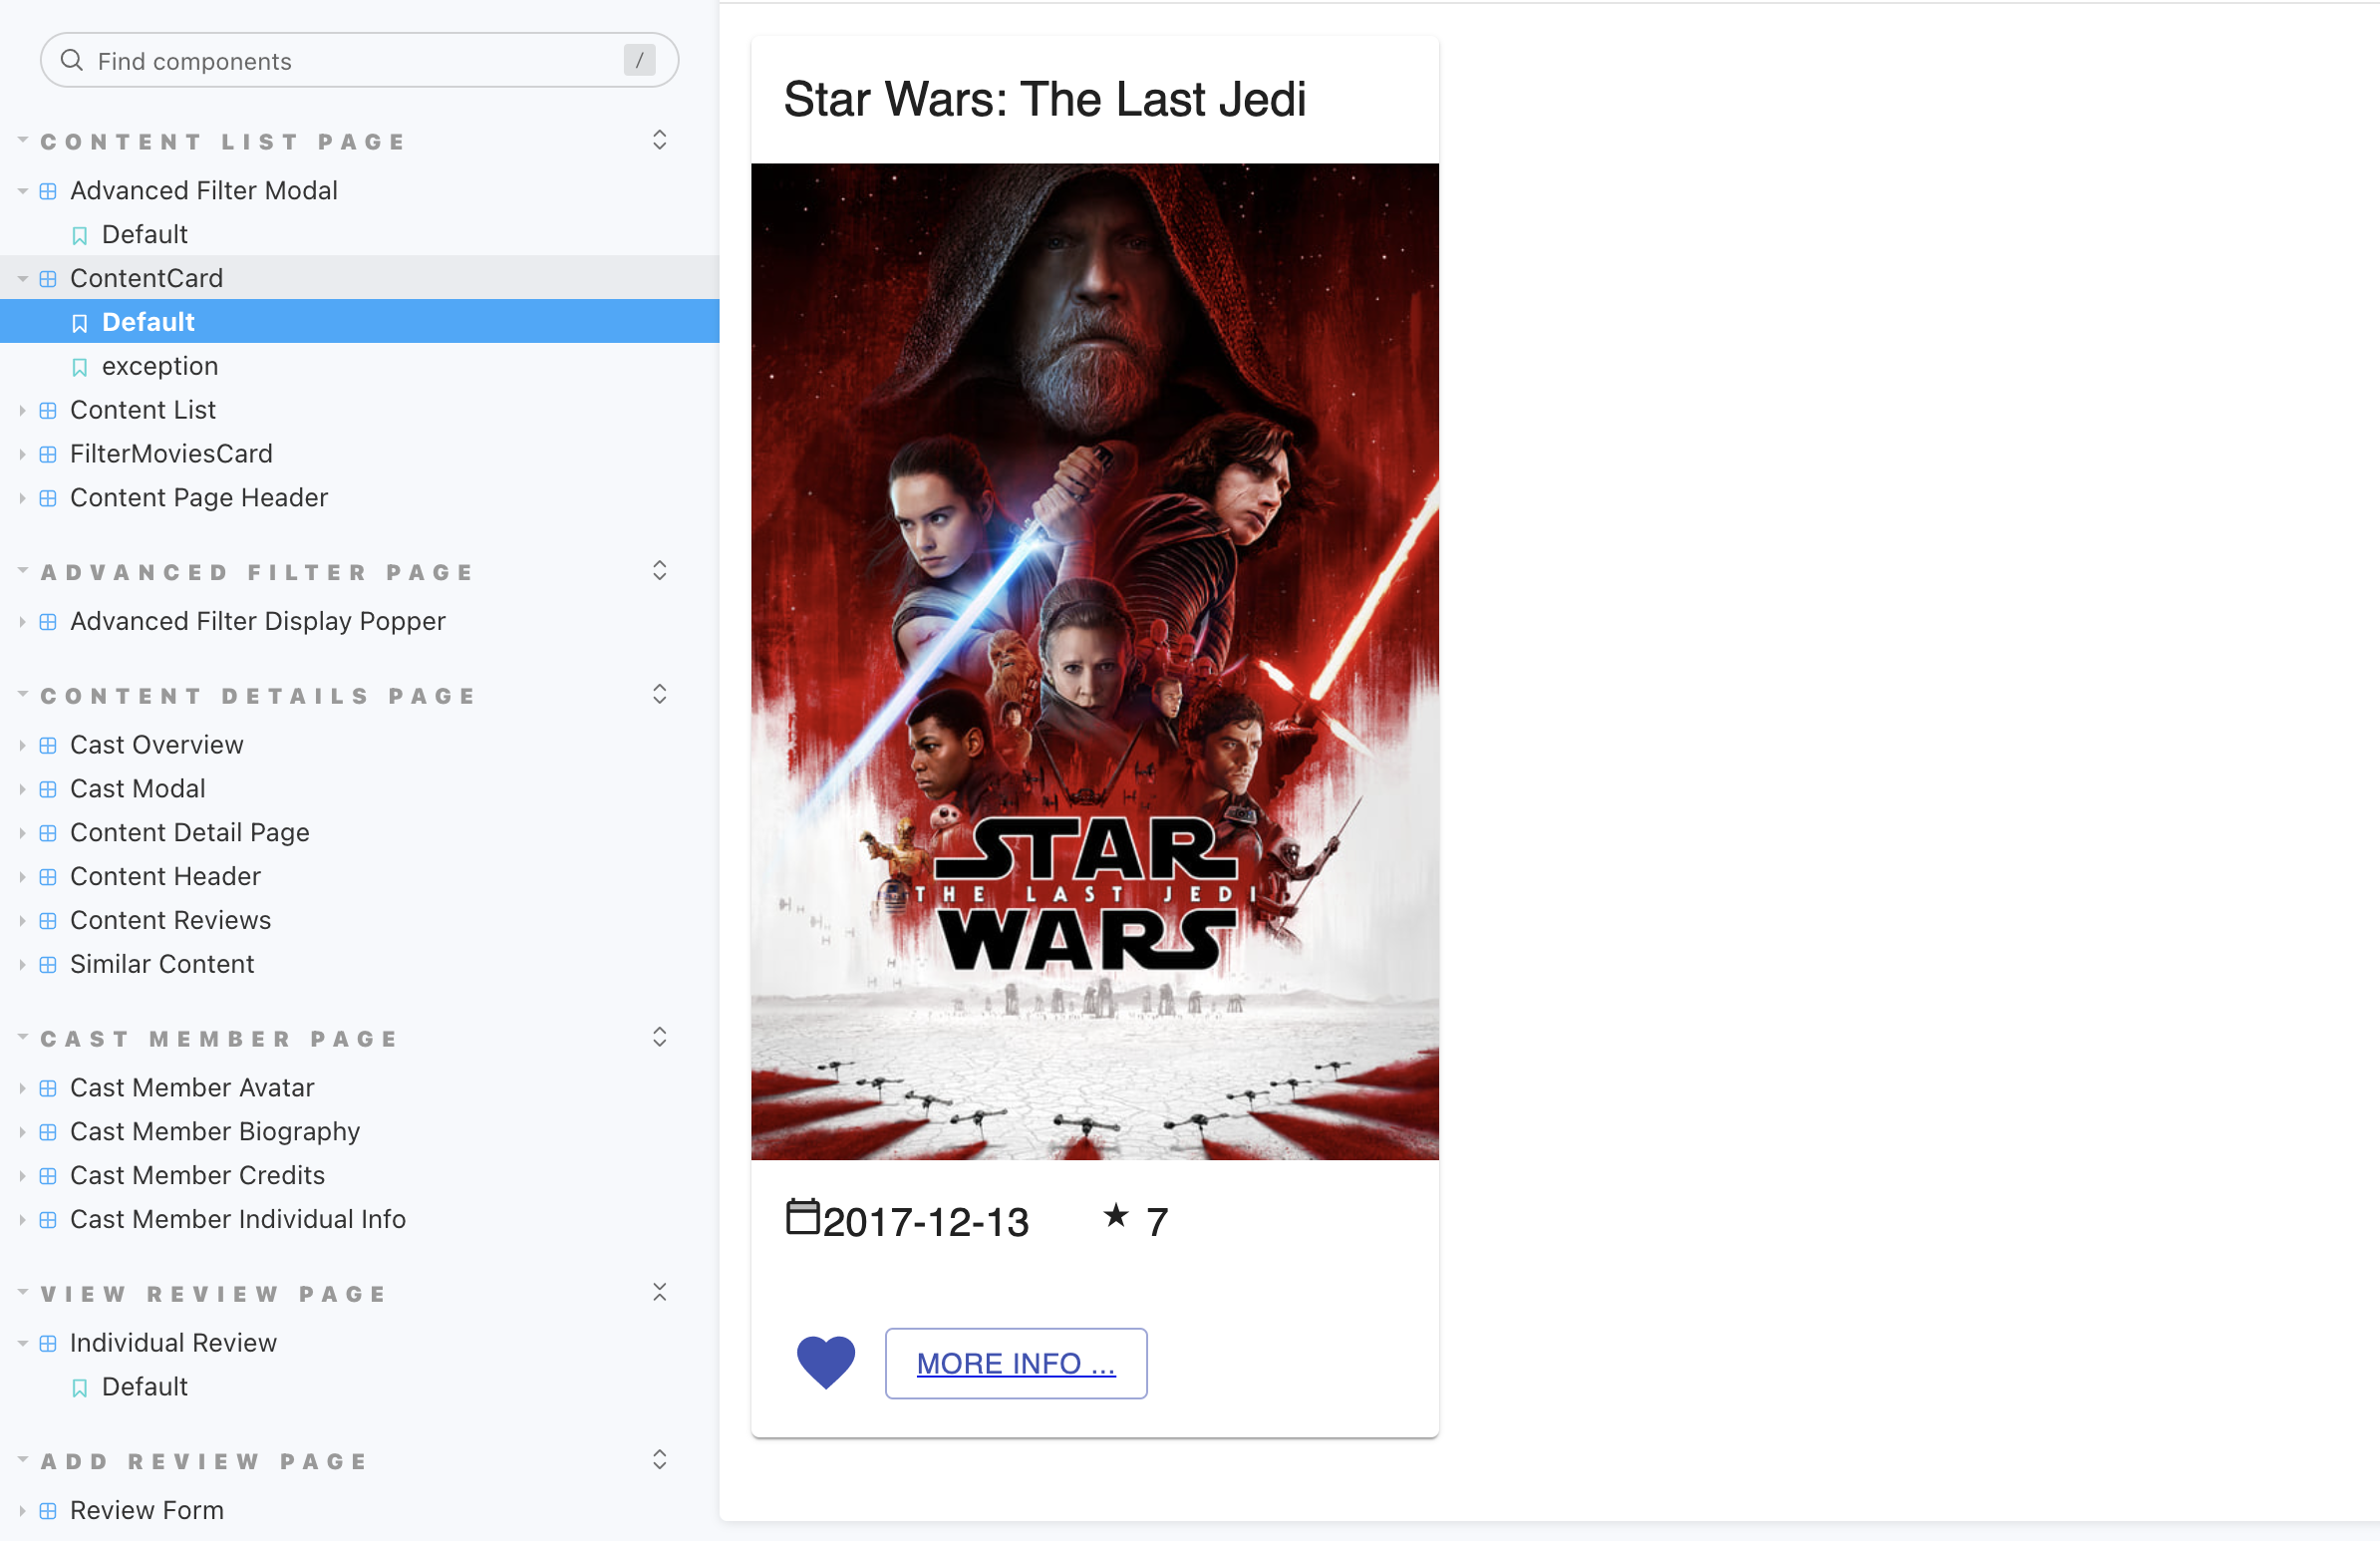 Find components
/
CONTENT LIST PAGE
Advanced Filter Modal
Default
ContentCard
Default
exception
Content List
FilterMoviesCard
Content Page Header
ADVANCED FILTER PAGE
Advanced Filter Display Popper
CONTENT DETAILS PAGE
Cast Overview
Cast Modal
Content Detail Page
Content Header
Content Reviews
Similar Content
CAST MEMBER PAGE
Cast Member Avatar
Cast Member Biography
Cast Member Credits
Cast Member Individual Info
VIEW REVIEW PAGE
Individual Review
Default
ADD REVIEW PAGE
Review Form
Star Wars: The Last Jedi
STAR
THE LAST JEDI
WARS
2017-12-13 ★ 7
MORE INFO ...